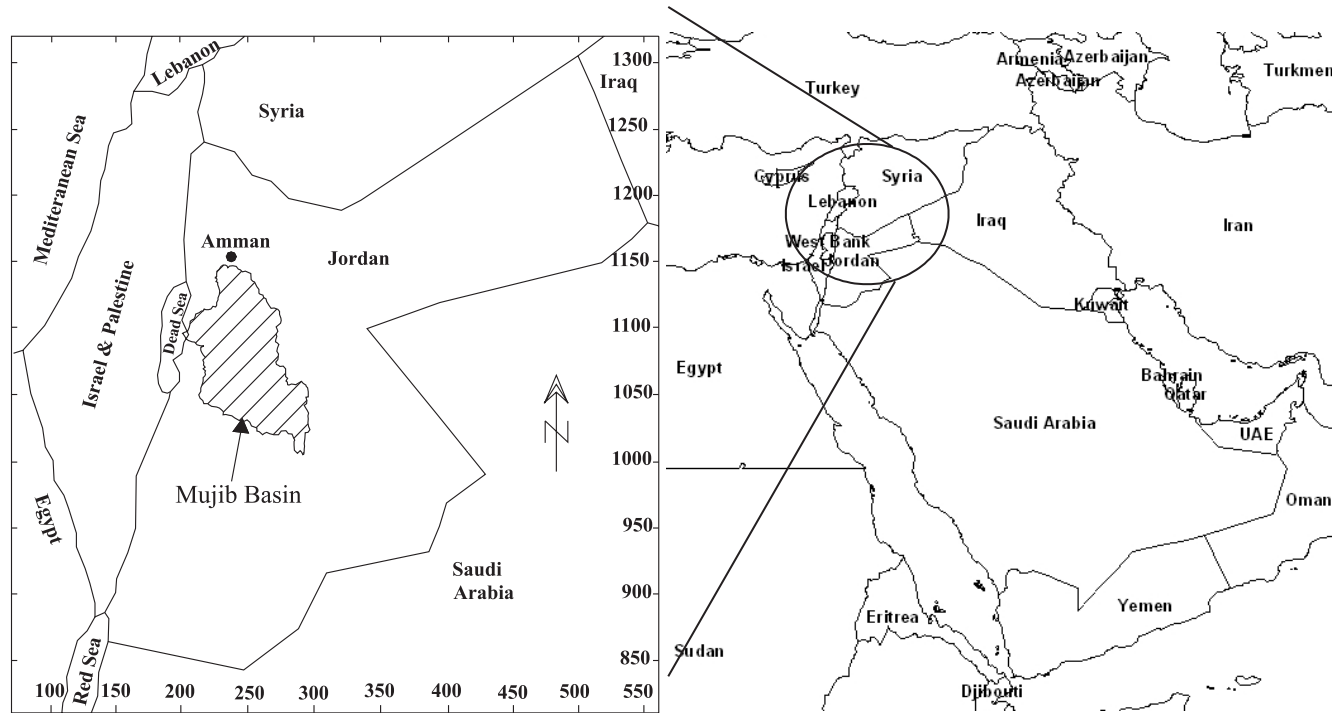 Lebanon
Iraq
Syria
Mediteranean Sea
Amman
Jordan
Israel & Palestine
Dead Sea
Mujib Basin
N
Egypt
Saudi
Arabia
Red Sea
1300
1250
1200
1150
1100
1050
1000
950
900
850
100 150 200 250 300 350 400 450 500 550
Armenia
Azerbaijan
Azerbaijan
Turkmen
Turkey
Cyprus
Syria
Lebanon
Iraq
Iran
West Bank
Israel
Jordan
Kuwait
Egypt
Bahrain
Qatar
Saudi Arabia
UAE
Oman
Yemen
Eritrea
Sudan
Djibouti